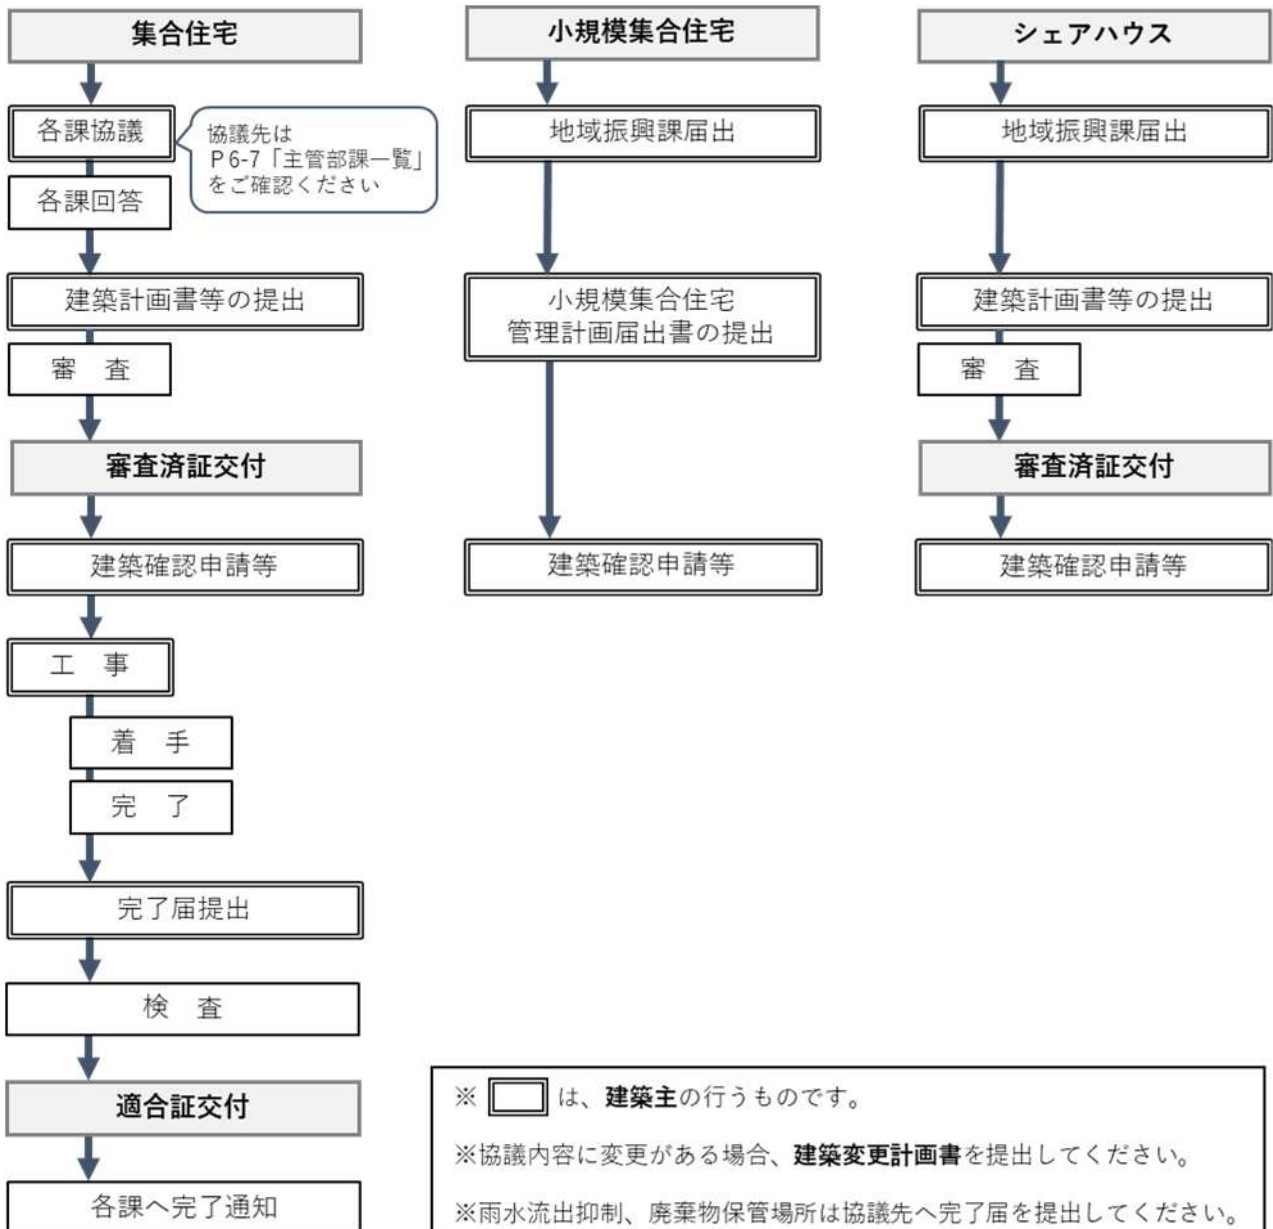 集合住宅
各課協議
協議先は
P6-7「主管部課一覧」
をご確認ください
各課回答
建築計画書等の提出
審　査
審査済証交付
建築確認申請等
工　事
着　手
完　了
完了届提出
検　査
適合証交付
各課へ完了通知
小規模集合住宅
地域振興課届出
小規模集合住宅
管理計画届出書の提出
建築確認申請等
シェアハウス
地域振興課届出
建築計画書等の提出
審　査
審査済証交付
建築確認申請等
※ は、建築主の行うものです。
※協議内容に変更がある場合、建築変更計画書を提出してください。
※雨水流出抑制、廃棄物保管場所は協議先へ完了届を提出してください。